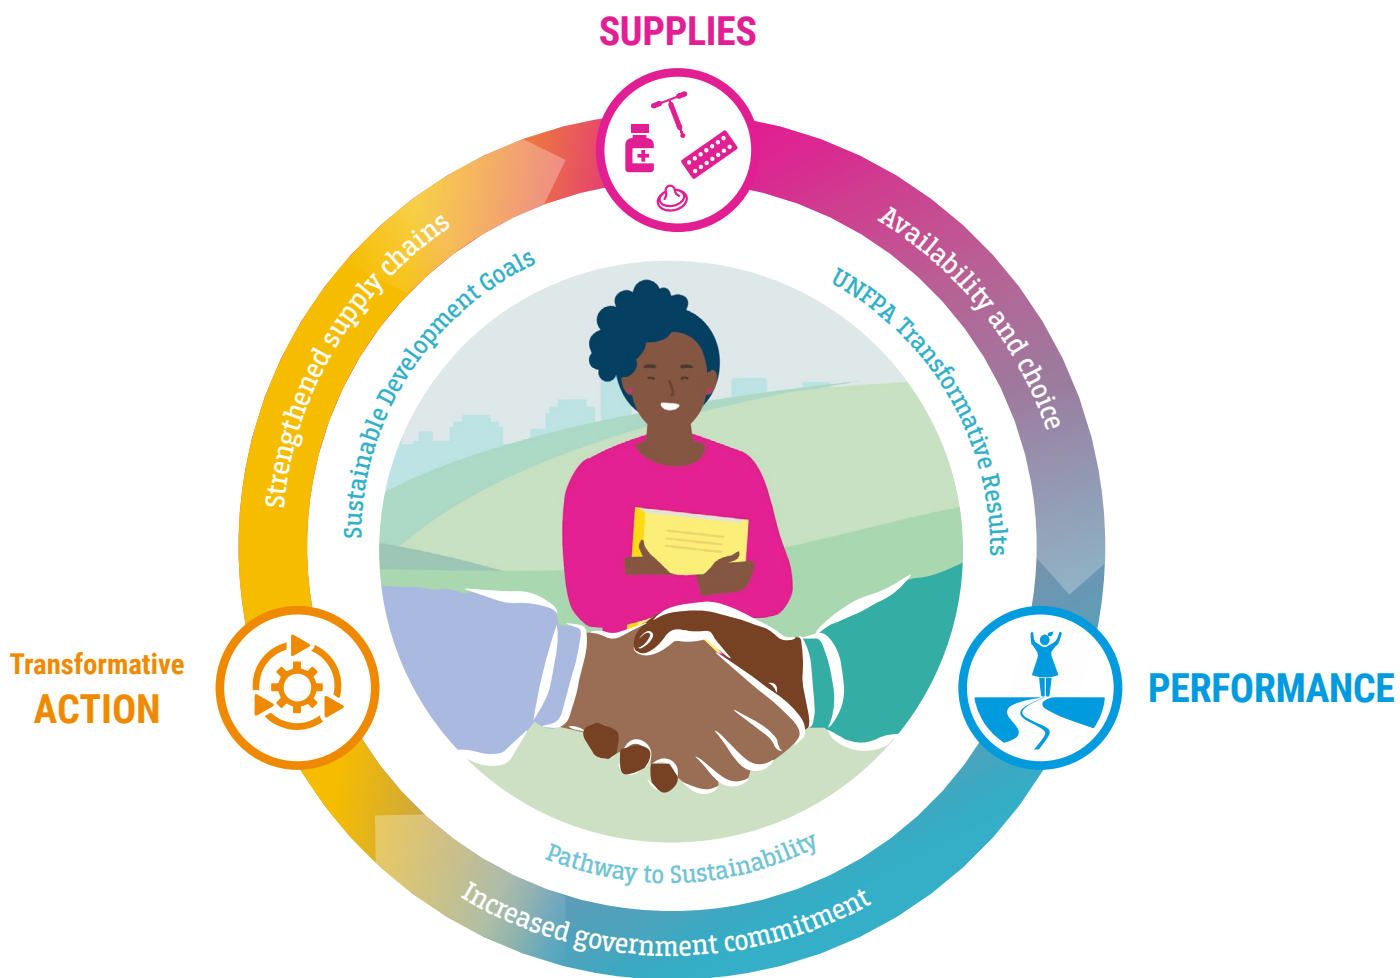 SUPPLIES
Strengthened supply chains
Availability and choice
Sustainable Development Goals
UNFPA Transformative Results
Transformative
ACTION
PERFORMANCE
Pathway to Sustainability
Increased government commitment